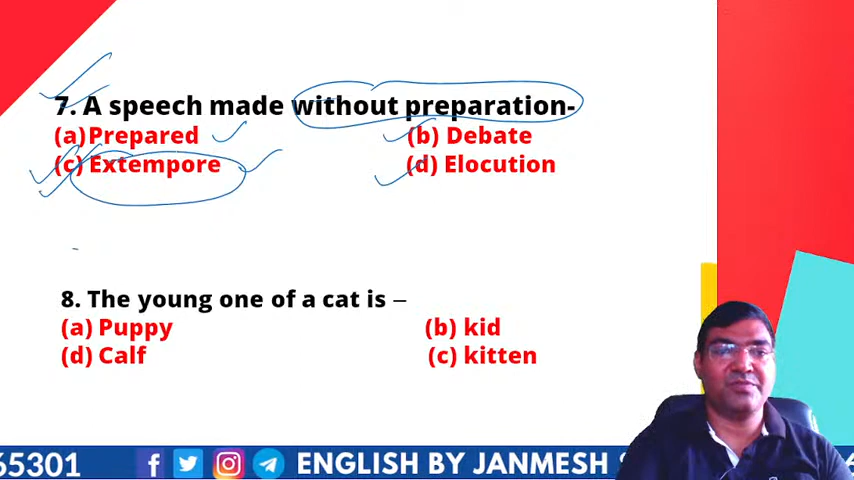 7. A speech made without preparation-
(a) Prepared (b) Debate
(c) Extempore (d) Elocution
8. The young one of a cat is –
(a) Puppy (b) kid
(d) Calf (c) kitten
65301 ENGLISH BY JANMESH